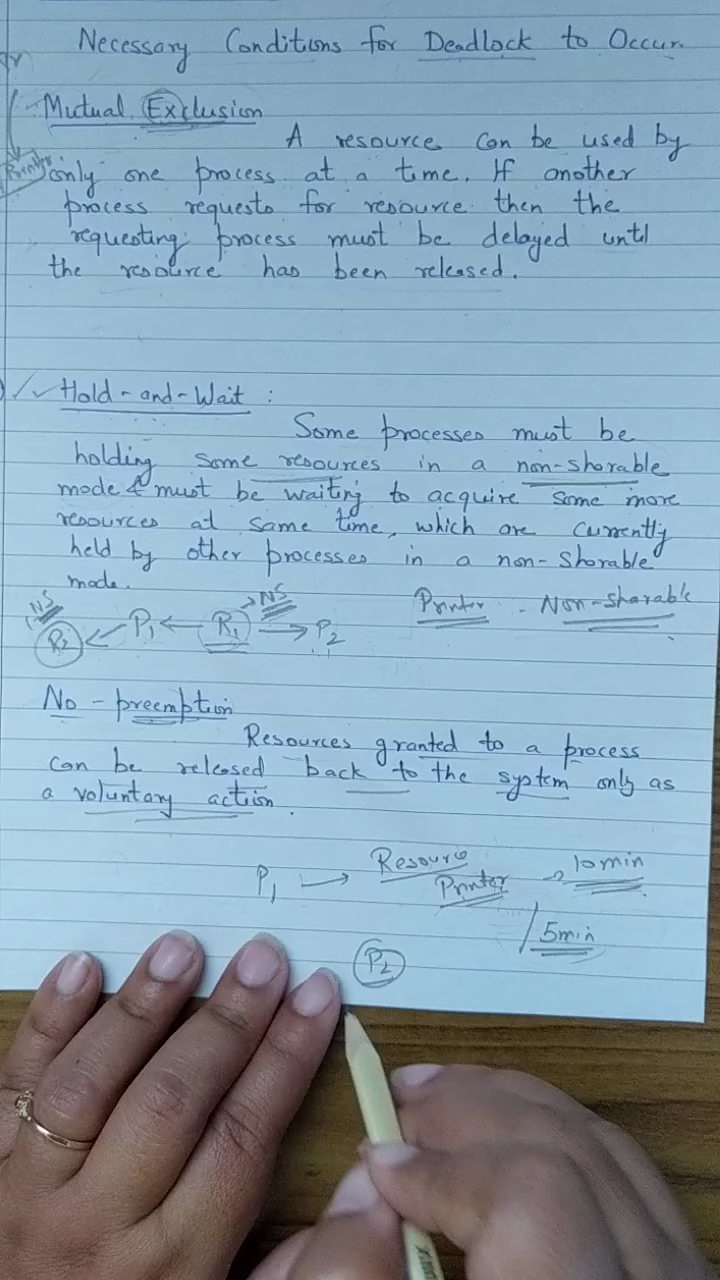 Necessary Conditions for Deadlock to Occur.
Mutual Exclusion
A resource can be used by
Printer only one process at a time. If another
process requests for resource then the
requesting process must be delayed until
the resource has been released.
Hold-and-Wait :
Some processes must be
holding some resources in a non-sharable
mode & must be waiting to acquire some more
resources at same time, which are currently
held by other processes in a non-sharable
mode.
Printer - Non-sharable
NS NS
R2 P1 R1 P2
No-preemption
Resources granted to a process
can be released back to the system only as
a voluntary action.
P1 → Resource → 10min
Printer
/ 5min
P2